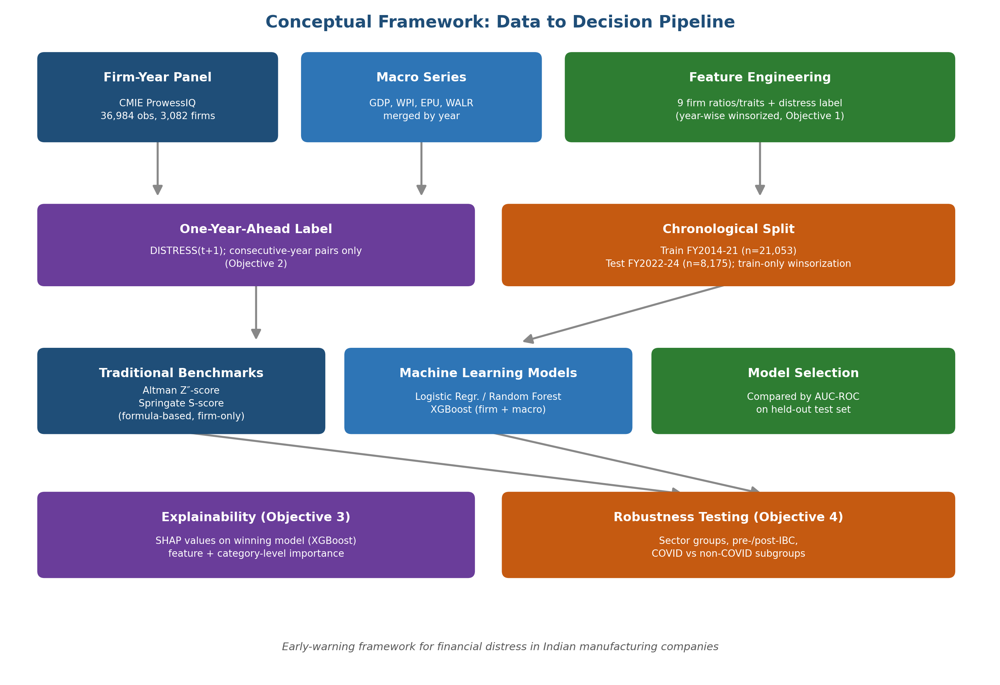 Conceptual Framework: Data to Decision Pipeline
Firm-Year Panel
CMIE ProwessIQ
36,984 obs, 3,082 firms
Macro Series
GDP, WPI, EPU, WALR
merged by year
Feature Engineering
9 firm ratios/traits + distress label
(year-wise winsorized, Objective 1)
One-Year-Ahead Label
DISTRESS(t+1); consecutive-year pairs only
(Objective 2)
Chronological Split
Train FY2014-21 (n=21,053)
Test FY2022-24 (n=8,175); train-only winsorization
Traditional Benchmarks
Altman Z″-score
Springate S-score
(formula-based, firm-only)
Machine Learning Models
Logistic Regr. / Random Forest
XGBoost (firm + macro)
Model Selection
Compared by AUC-ROC
on held-out test set
Explainability (Objective 3)
SHAP values on winning model (XGBoost)
feature + category-level importance
Robustness Testing (Objective 4)
Sector groups, pre-/post-IBC,
COVID vs non-COVID subgroups
Early-warning framework for financial distress in Indian manufacturing companies